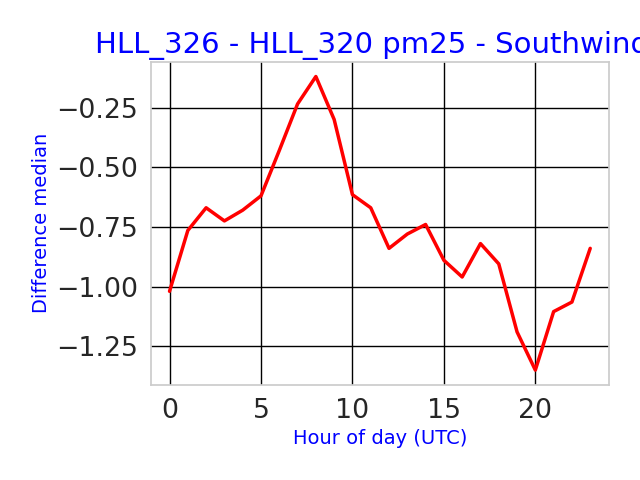 HLL_326 - HLL_320 pm25 - Southwind
Difference median
−0.25
−0.50
−0.75
−1.00
−1.25
0 5 10 15 20
Hour of day (UTC)